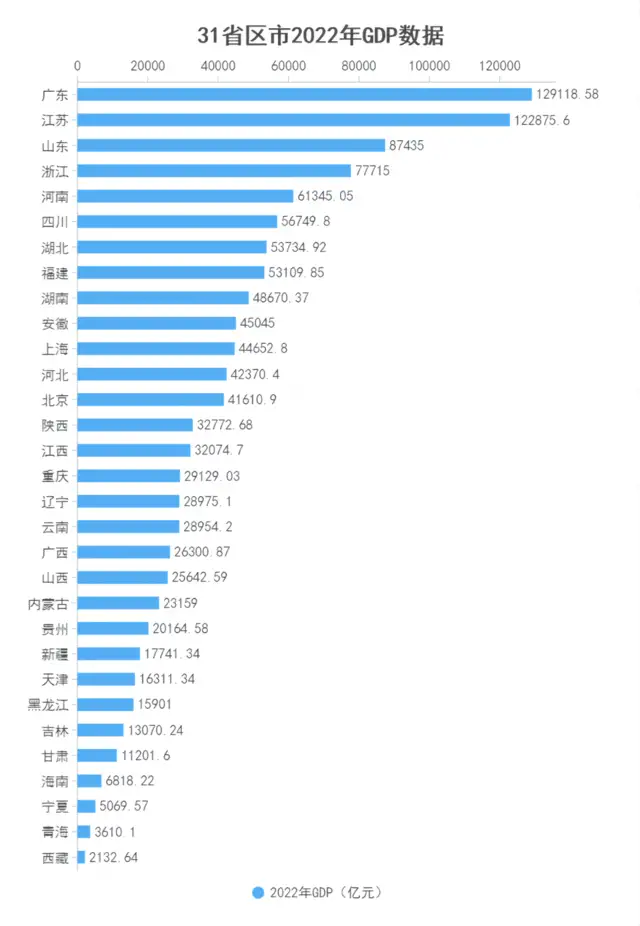 31省区市2022年GDP数据
0 20000 40000 60000 80000 100000 120000
广东 129118.58
江苏 122875.6
山东 87435
浙江 77715
河南 61345.05
四川 56749.8
湖北 53734.92
福建 53109.85
湖南 48670.37
安徽 45045
上海 44652.8
河北 42370.4
北京 41610.9
陕西 32772.68
江西 32074.7
重庆 29129.03
辽宁 28975.1
云南 28954.2
广西 26300.87
山西 25642.59
内蒙古 23159
贵州 20164.58
新疆 17741.34
天津 16311.34
黑龙江 15901
吉林 13070.24
甘肃 11201.6
海南 6818.22
宁夏 5069.57
青海 3610.1
西藏 2132.64
2022年GDP（亿元）